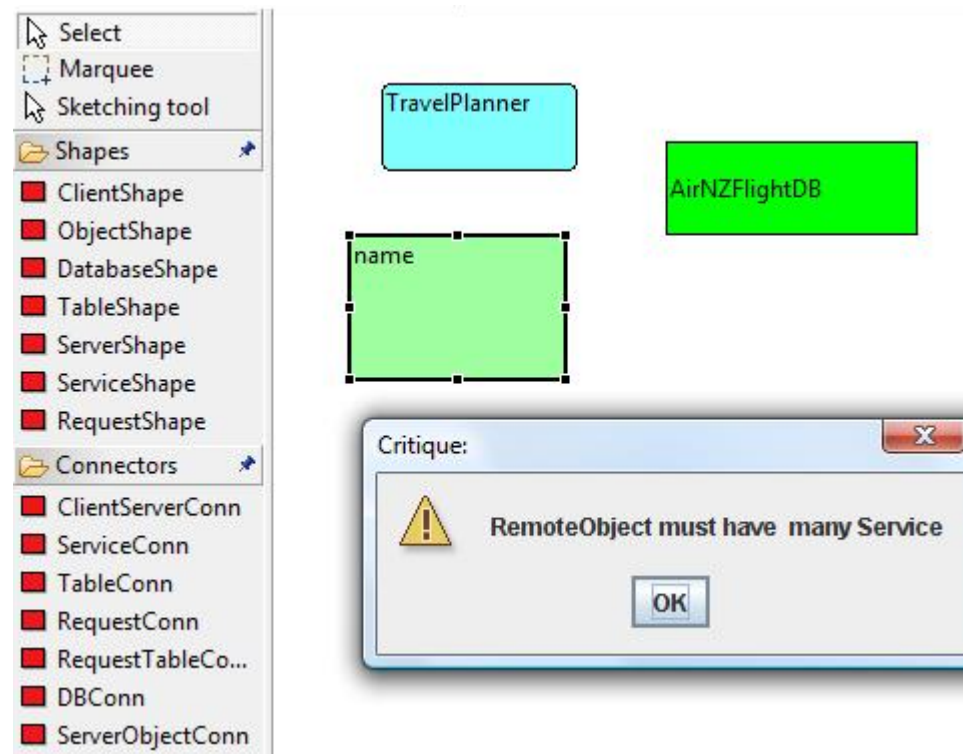 Select
Marquee
Sketching tool
Shapes
ClientShape
ObjectShape
DatabaseShape
TableShape
ServerShape
ServiceShape
RequestShape
Connectors
ClientServerConn
ServiceConn
TableConn
RequestConn
RequestTableCo...
DBConn
ServerObjectConn
TravelPlanner
AirNZFlightDB
name
Critique:
RemoteObject must have many Service
OK